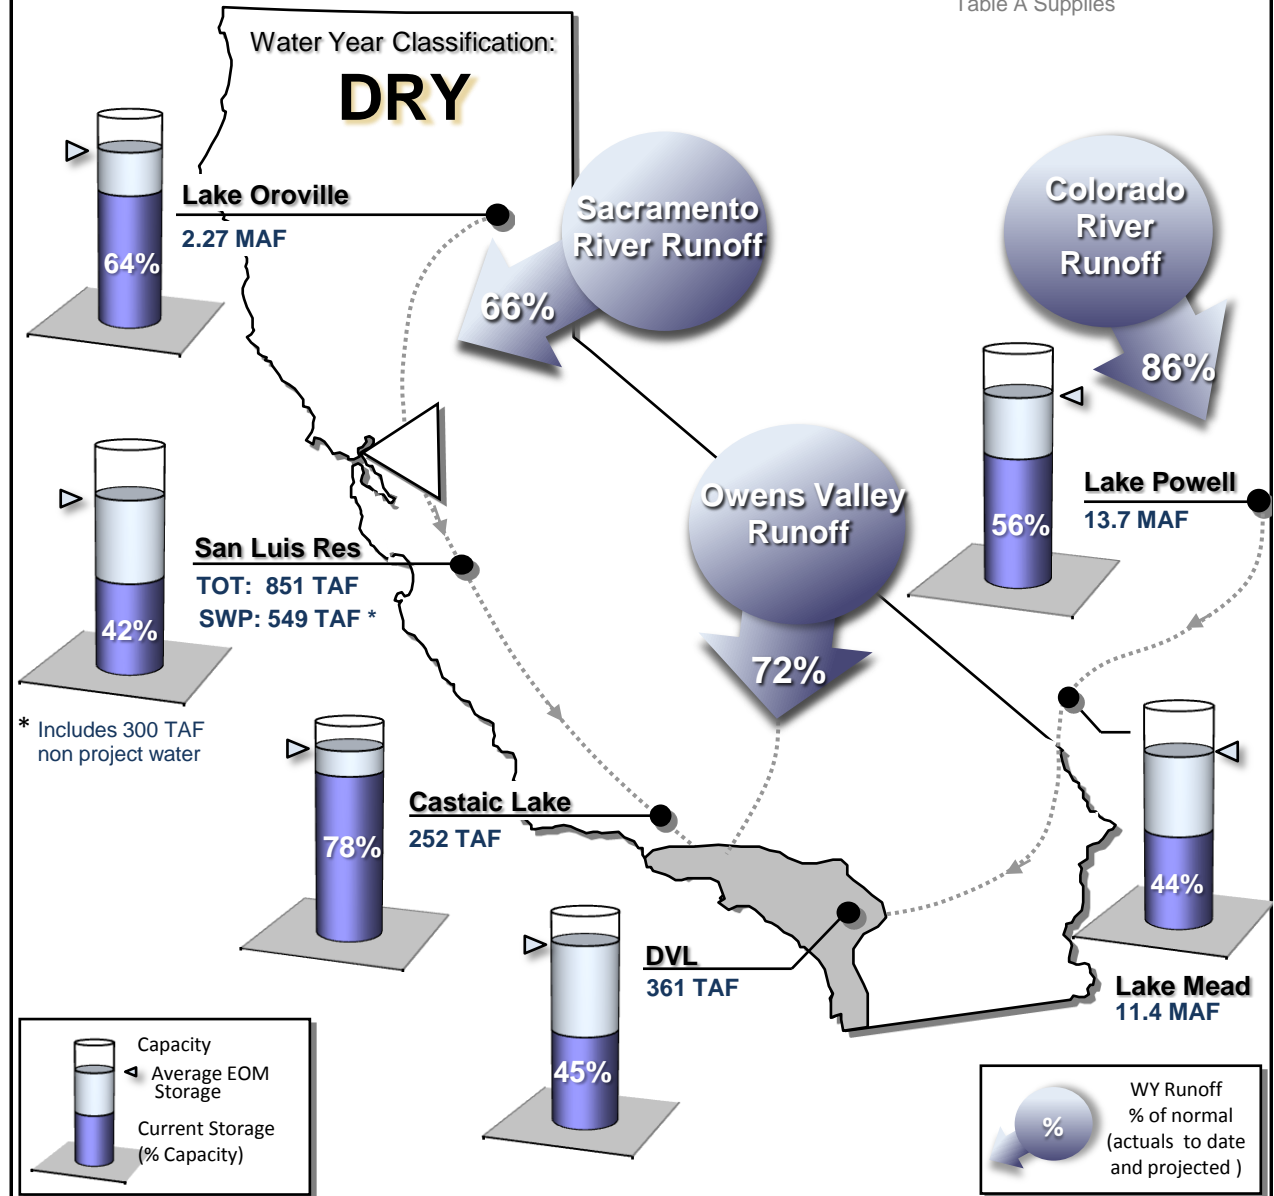 Table A Supplies
Water Year Classification:
DRY
Lake Oroville
2.27 MAF
64%
Sacramento
River Runoff
66%
Colorado
River
Runoff
86%
Lake Powell
13.7 MAF
56%
Owens Valley
Runoff
72%
San Luis Res
TOT: 851 TAF
SWP: 549 TAF *
42%
* Includes 300 TAF
non project water
Castaic Lake
252 TAF
78%
44%
Lake Mead
11.4 MAF
DVL
361 TAF
45%
Capacity
Average EOM
Storage
Current Storage
(% Capacity)
%
WY Runoff
% of normal
(actuals to date
and projected )